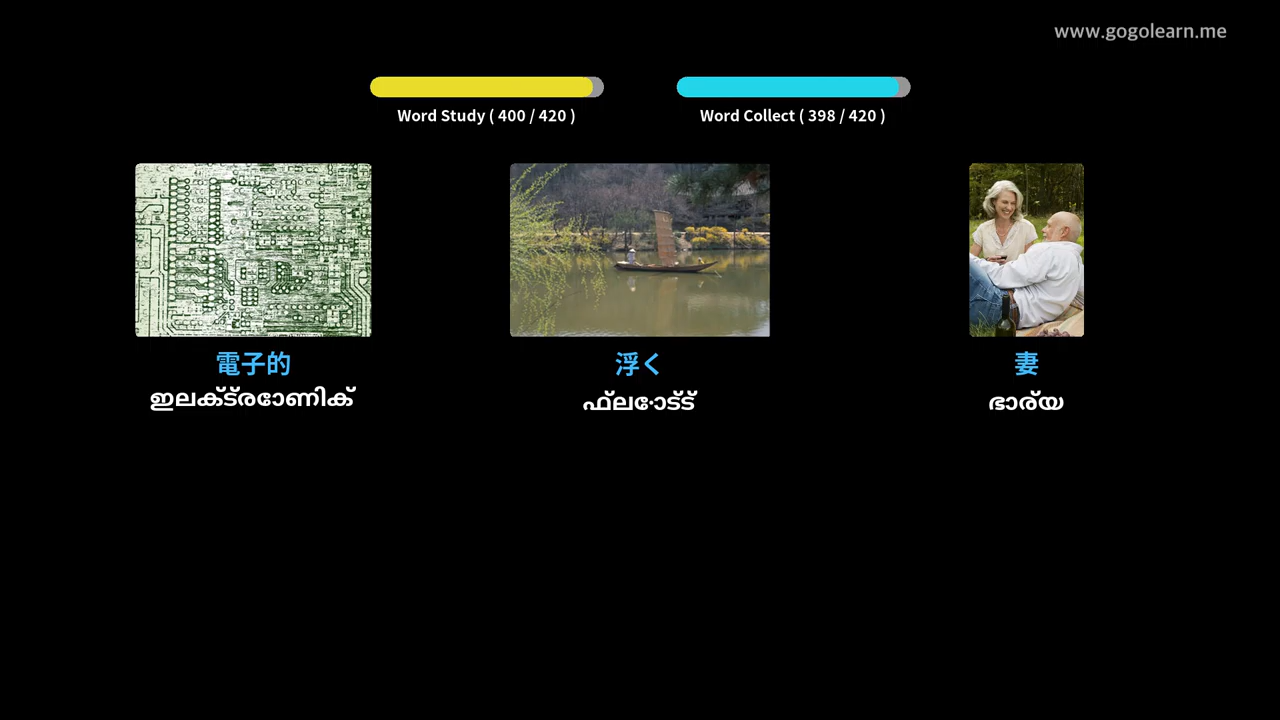 www.gogolearn.me
Word Study ( 400 / 420 )
Word Collect ( 398 / 420 )
電子的
ഇലക്ട്രോണിക്
浮く
ഫ്ലോട്ട്
妻
ഭാര്യ